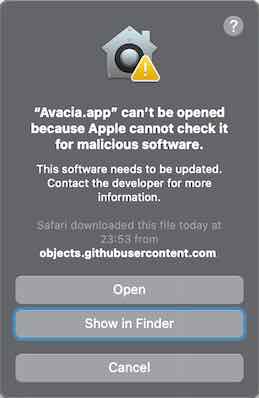 ?
“Avacia.app” can’t be opened
because Apple cannot check it
for malicious software.
This software needs to be updated.
Contact the developer for more
information.
Safari downloaded this file today at
23:53 from
objects.githubusercontent.com
Open
Show in Finder
Cancel